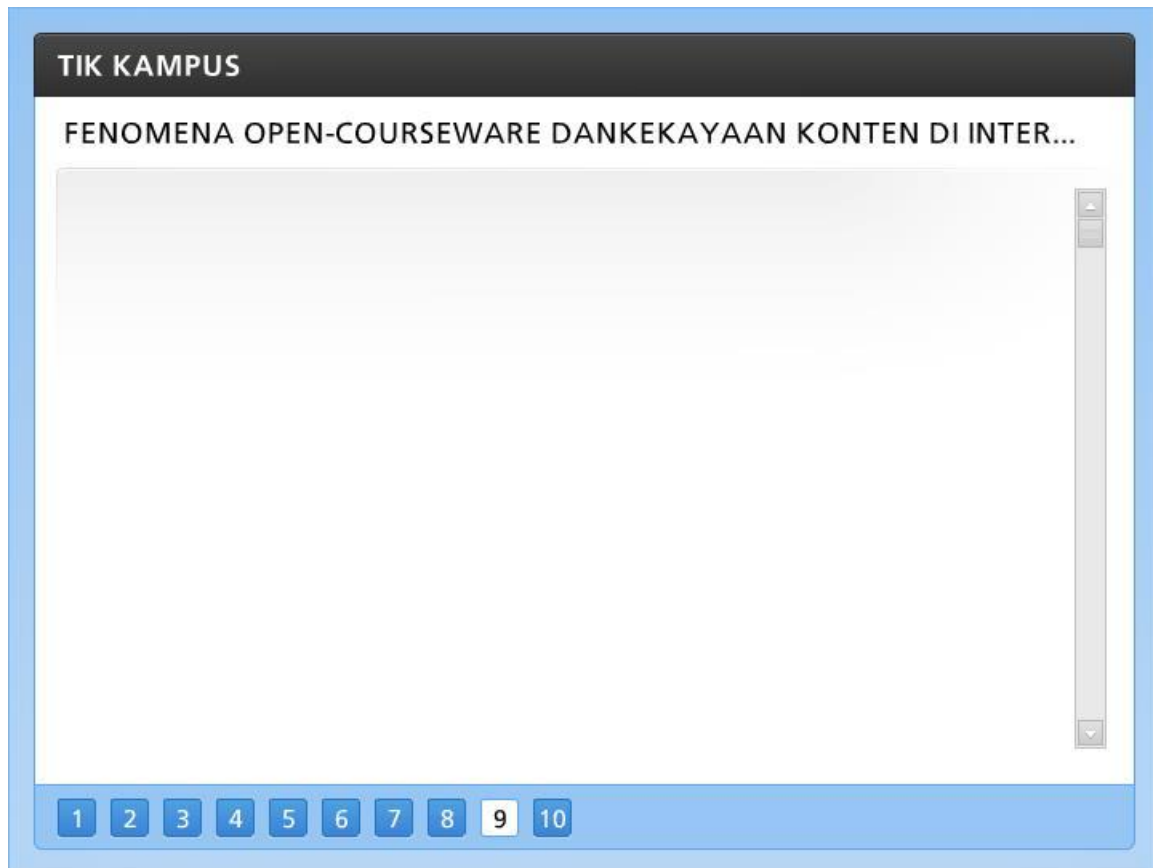 TIK KAMPUS
FENOMENA OPEN-COURSEWARE DANKEKAYAAN KONTEN DI INTER...
1 2 3 4 5 6 7 8 9 10